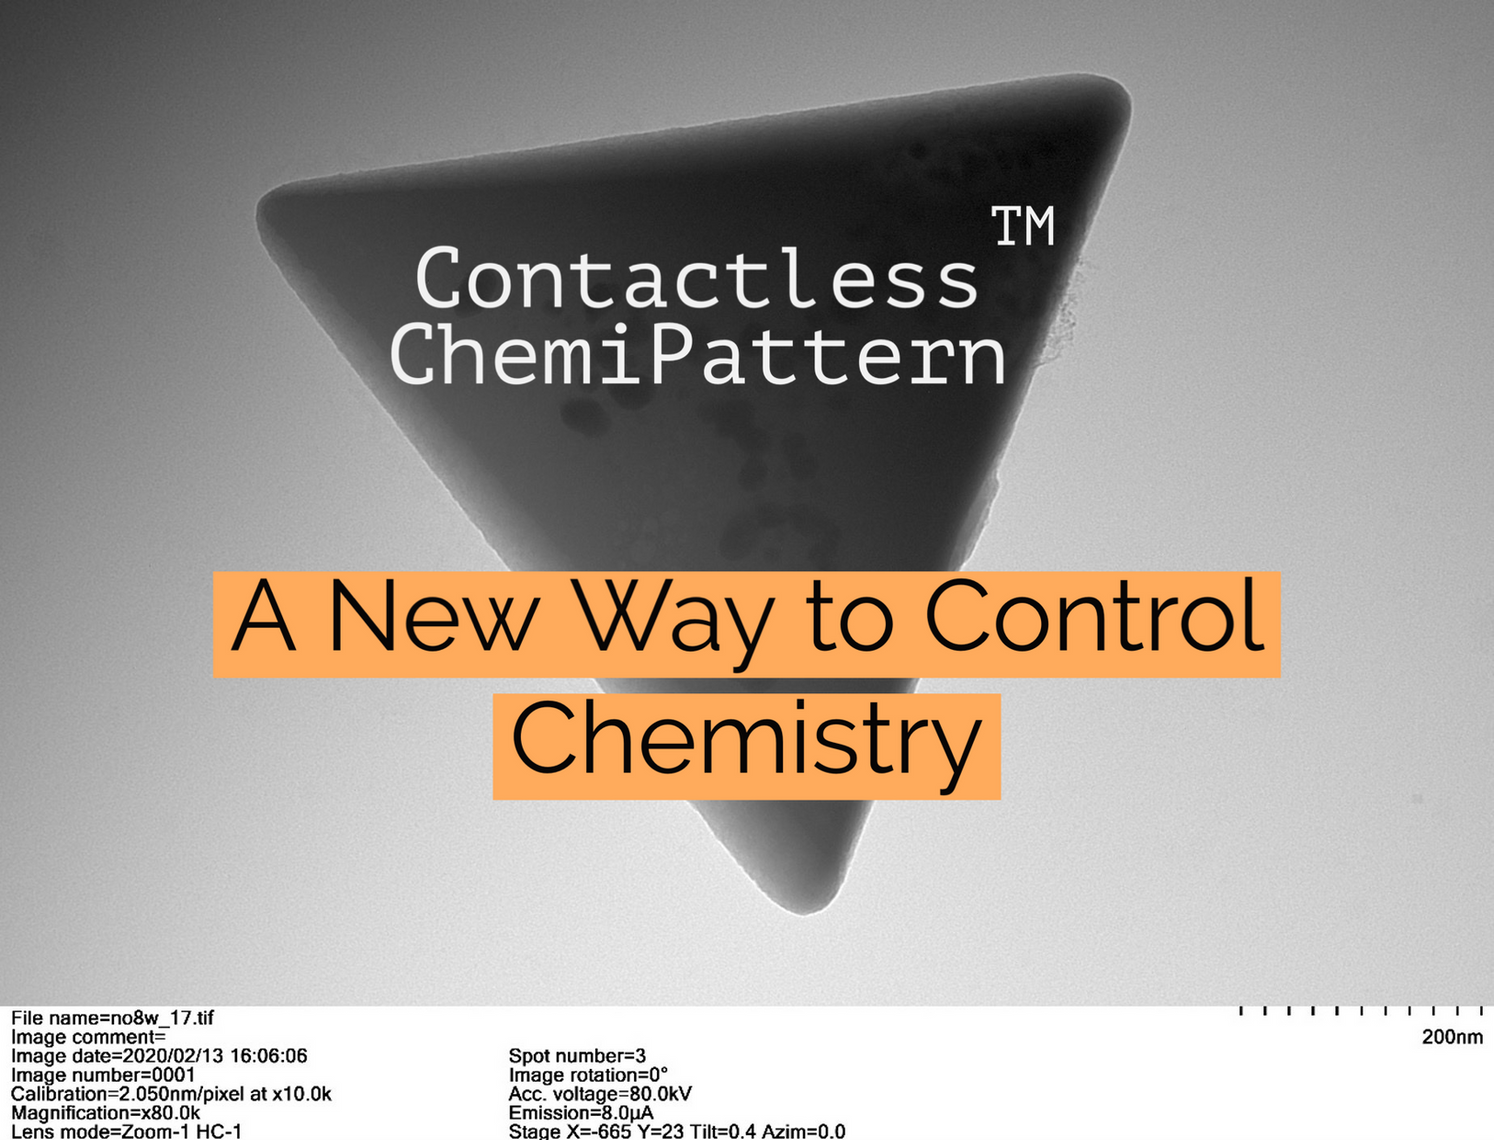 TM
Contactless
ChemiPattern
A New Way to Control
Chemistry
200nm
File name=no8w_17.tif
Image comment=
Image date=2020/02/13 16:06:06
Image number=0001
Calibration=2.050nm/pixel at x10.0k
Magnification=x80.0k
Lens mode=Zoom-1 HC-1
Spot number=3
Image rotation=0°
Acc. voltage=80.0kV
Emission=8.0µA
Stage X=-665 Y=23 Tilt=0.4 Azim=0.0